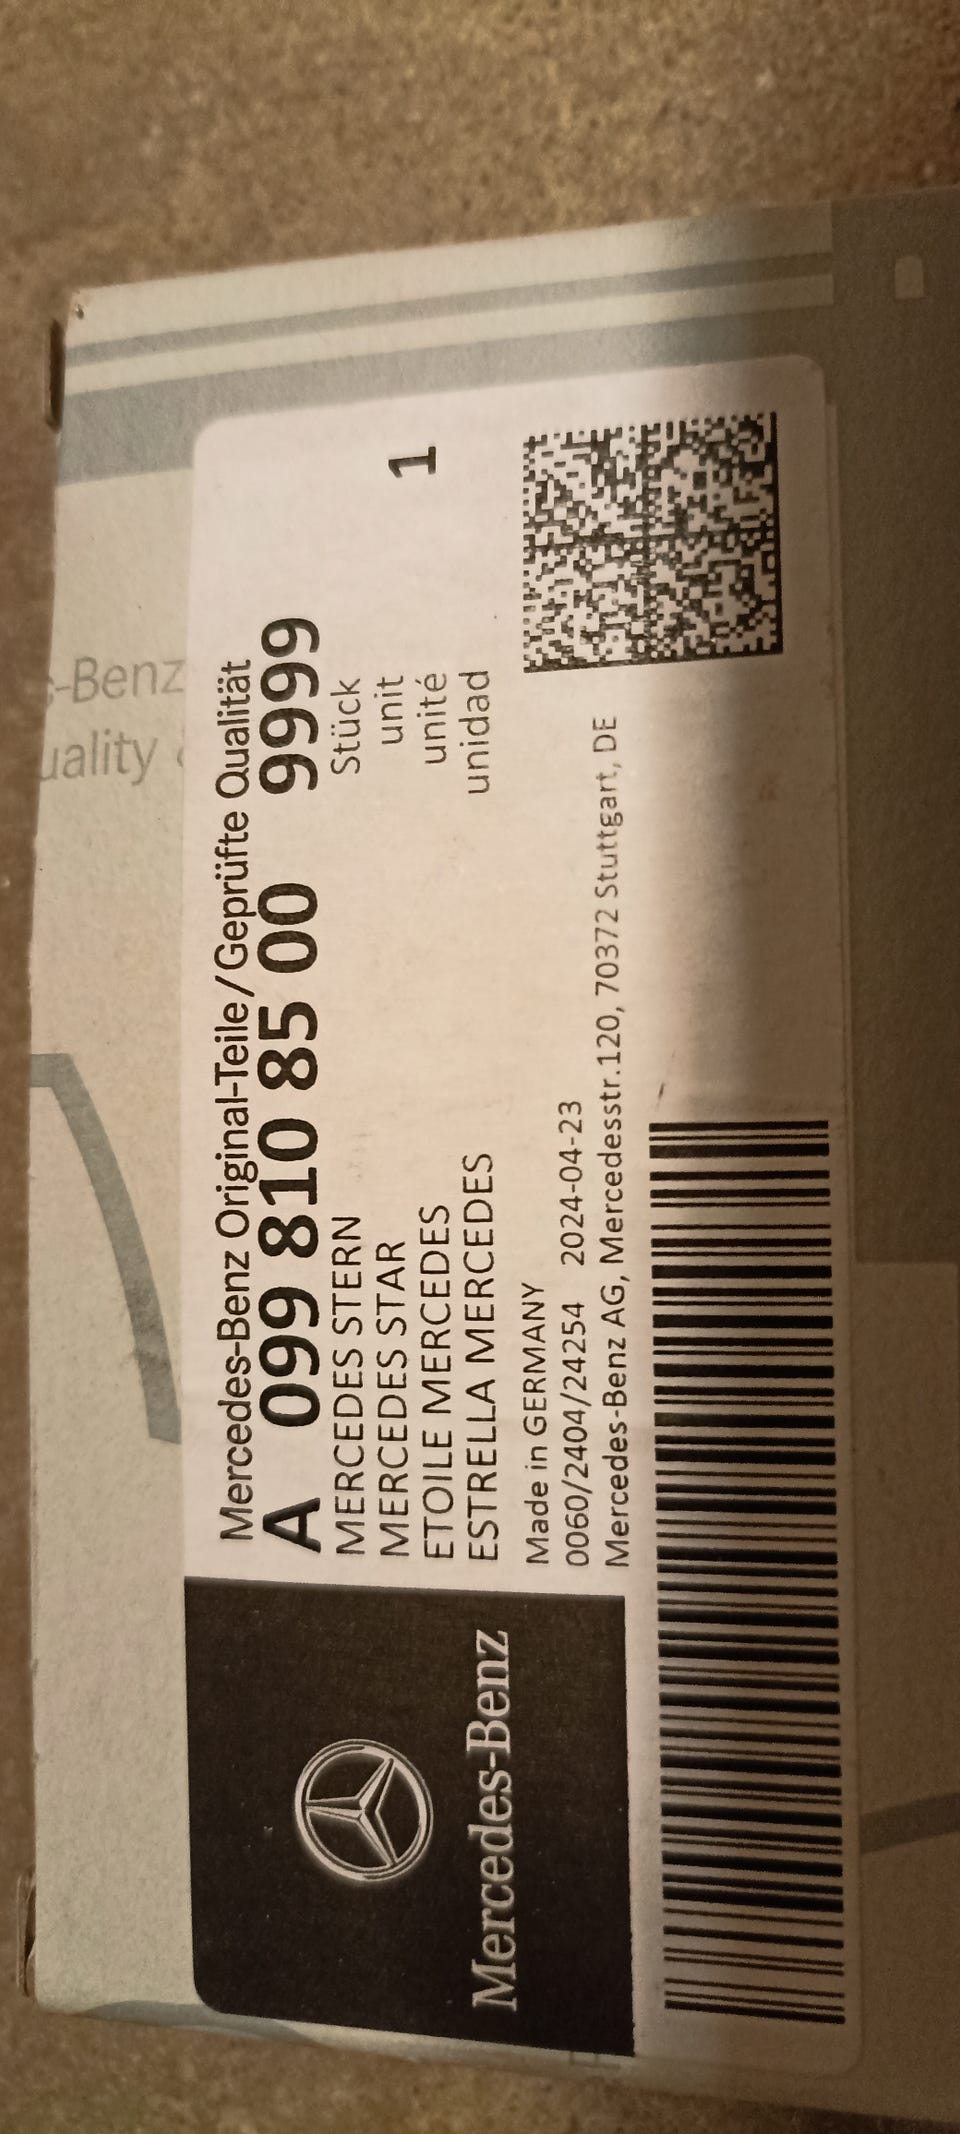 -Benz
uality
Mercedes-Benz Original-Teile/Geprüfte Qualität
A 099 810 85 00 9999
MERCEDES STERN Stück
MERCEDES STAR unit 1
ETOILE MERCEDES unité
ESTRELLA MERCEDES unidad
Made in GERMANY
0060/2404/24254 2024-04-23
Mercedes-Benz AG, Mercedesstr.120, 70372 Stuttgart, DE
Mercedes-Benz